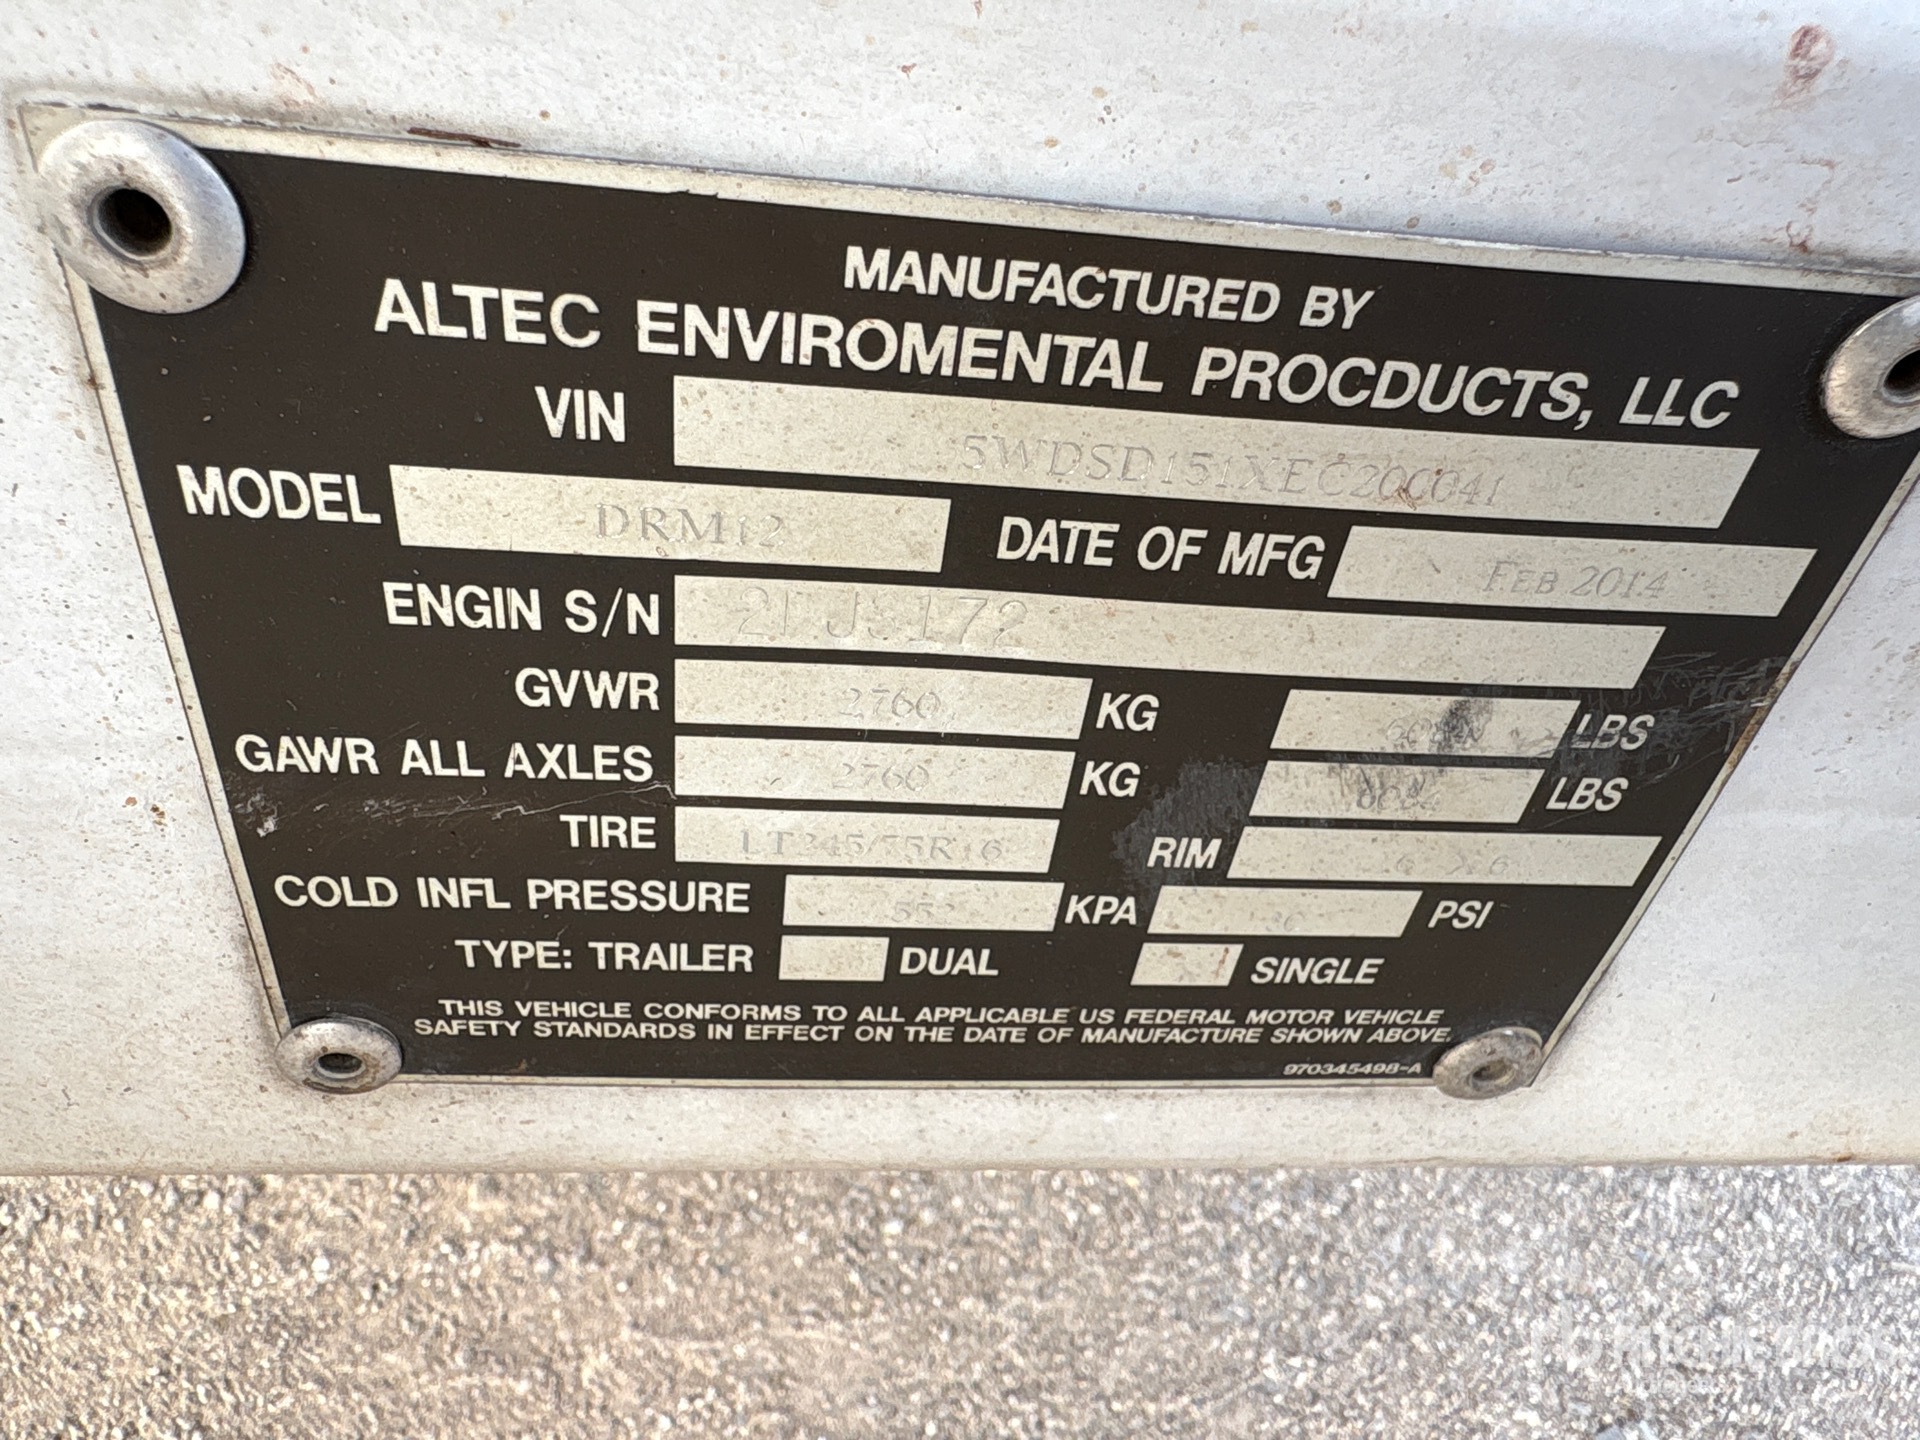 MANUFACTURED BY
ALTEC ENVIROMENTAL PROCDUCTS, LLC
VIN 5WDSD151XEC200041
MODEL DRM12 DATE OF MFG FEB 2014
ENGIN S/N
GVWR 2760 KG LBS
GAWR ALL AXLES 2760 KG LBS
TIRE RIM
COLD INFL PRESSURE KPA PSI
TYPE: TRAILER DUAL SINGLE
THIS VEHICLE CONFORMS TO ALL APPLICABLE US FEDERAL MOTOR VEHICLE
SAFETY STANDARDS IN EFFECT ON THE DATE OF MANUFACTURE SHOWN ABOVE.
970345498-A